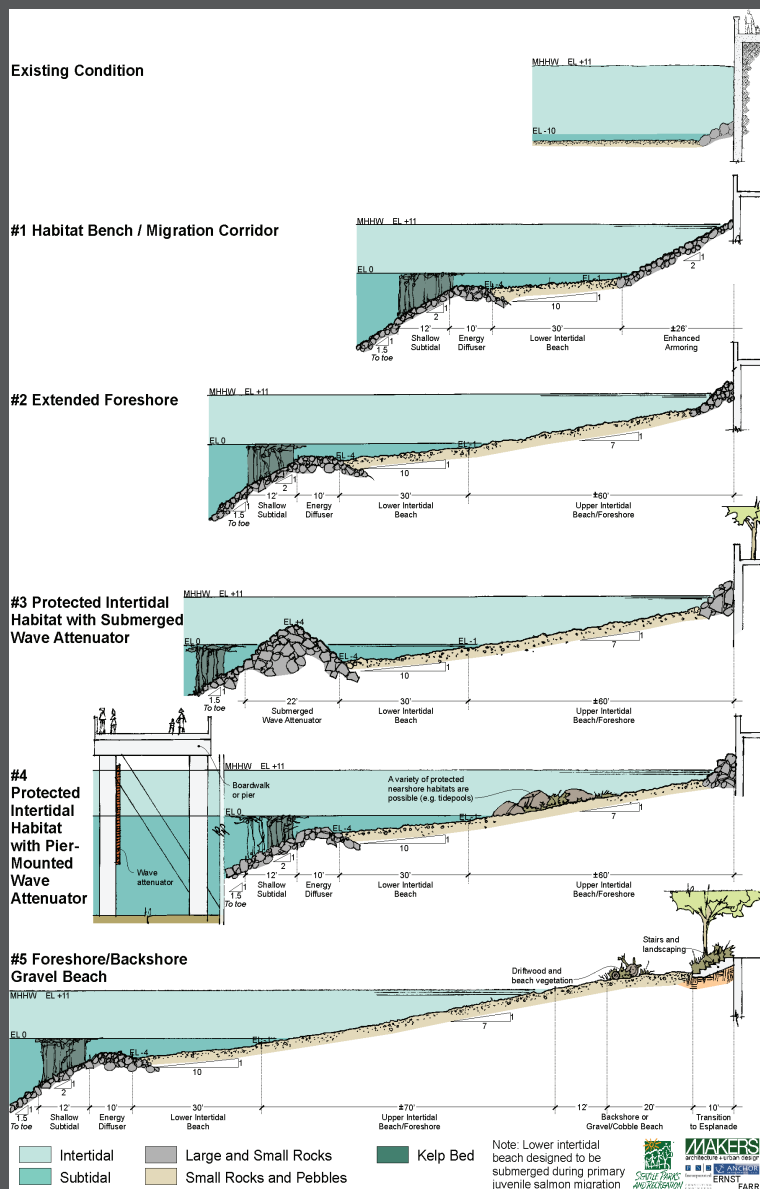 Existing Condition
MHHW EL +11
EL -10
#1 Habitat Bench / Migration Corridor
MHHW EL +11
EL 0
EL -4
EL -1
1
2
10
1
2
1
1.5
1
To toe
12'
10'
30'
±26'
Shallow
Subtidal
Energy
Diffuser
Lower Intertidal
Beach
Enhanced
Armoring
#2 Extended Foreshore
MHHW EL +11
EL 0
EL -1
EL -4
7
1
10
1
2
1
1.5
1
To toe
12'
10'
30'
±60'
Shallow
Subtidal
Energy
Diffuser
Lower Intertidal
Beach
Upper Intertidal
Beach/Foreshore
#3 Protected Intertidal
Habitat with Submerged
Wave Attenuator
MHHW EL +11
EL +4
EL 0
EL -1
EL -4
7
1
10
1
1.5
1
To toe
22'
30'
±60'
Submerged
Wave Attenuator
Lower Intertidal
Beach
Upper Intertidal
Beach/Foreshore
#4
Protected
Intertidal
Habitat
with Pier-
Mounted
Wave
Attenuator
MHHW EL +11
Boardwalk
or pier
A variety of protected
nearshore habitats are
possible (e.g. tidepools)
EL 0
EL -1
EL -4
Wave
attenuator
7
1
10
1
2
1
1.5
1
To toe
12'
10'
30'
±60'
Shallow
Subtidal
Energy
Diffuser
Lower Intertidal
Beach
Upper Intertidal
Beach/Foreshore
#5 Foreshore/Backshore
Gravel Beach
Stairs and
landscaping
Driftwood and
beach vegetation
MHHW EL +11
EL 0
EL -1
EL -4
7
1
10
1
2
1
1.5
1
To toe
12'
10'
30'
±70'
12'
20'
10'
Shallow
Subtidal
Energy
Diffuser
Lower Intertidal
Beach
Upper Intertidal
Beach/Foreshore
Backshore or
Gravel/Cobble Beach
Transition
to Esplanade
Intertidal
Subtidal
Large and Small Rocks
Small Rocks and Pebbles
Kelp Bed
Note: Lower intertidal
beach designed to be
submerged during primary
juvenile salmon migration
SEATTLE PARKS
AND RECREATION
MAKERS
architecture + urban design
ANCHOR